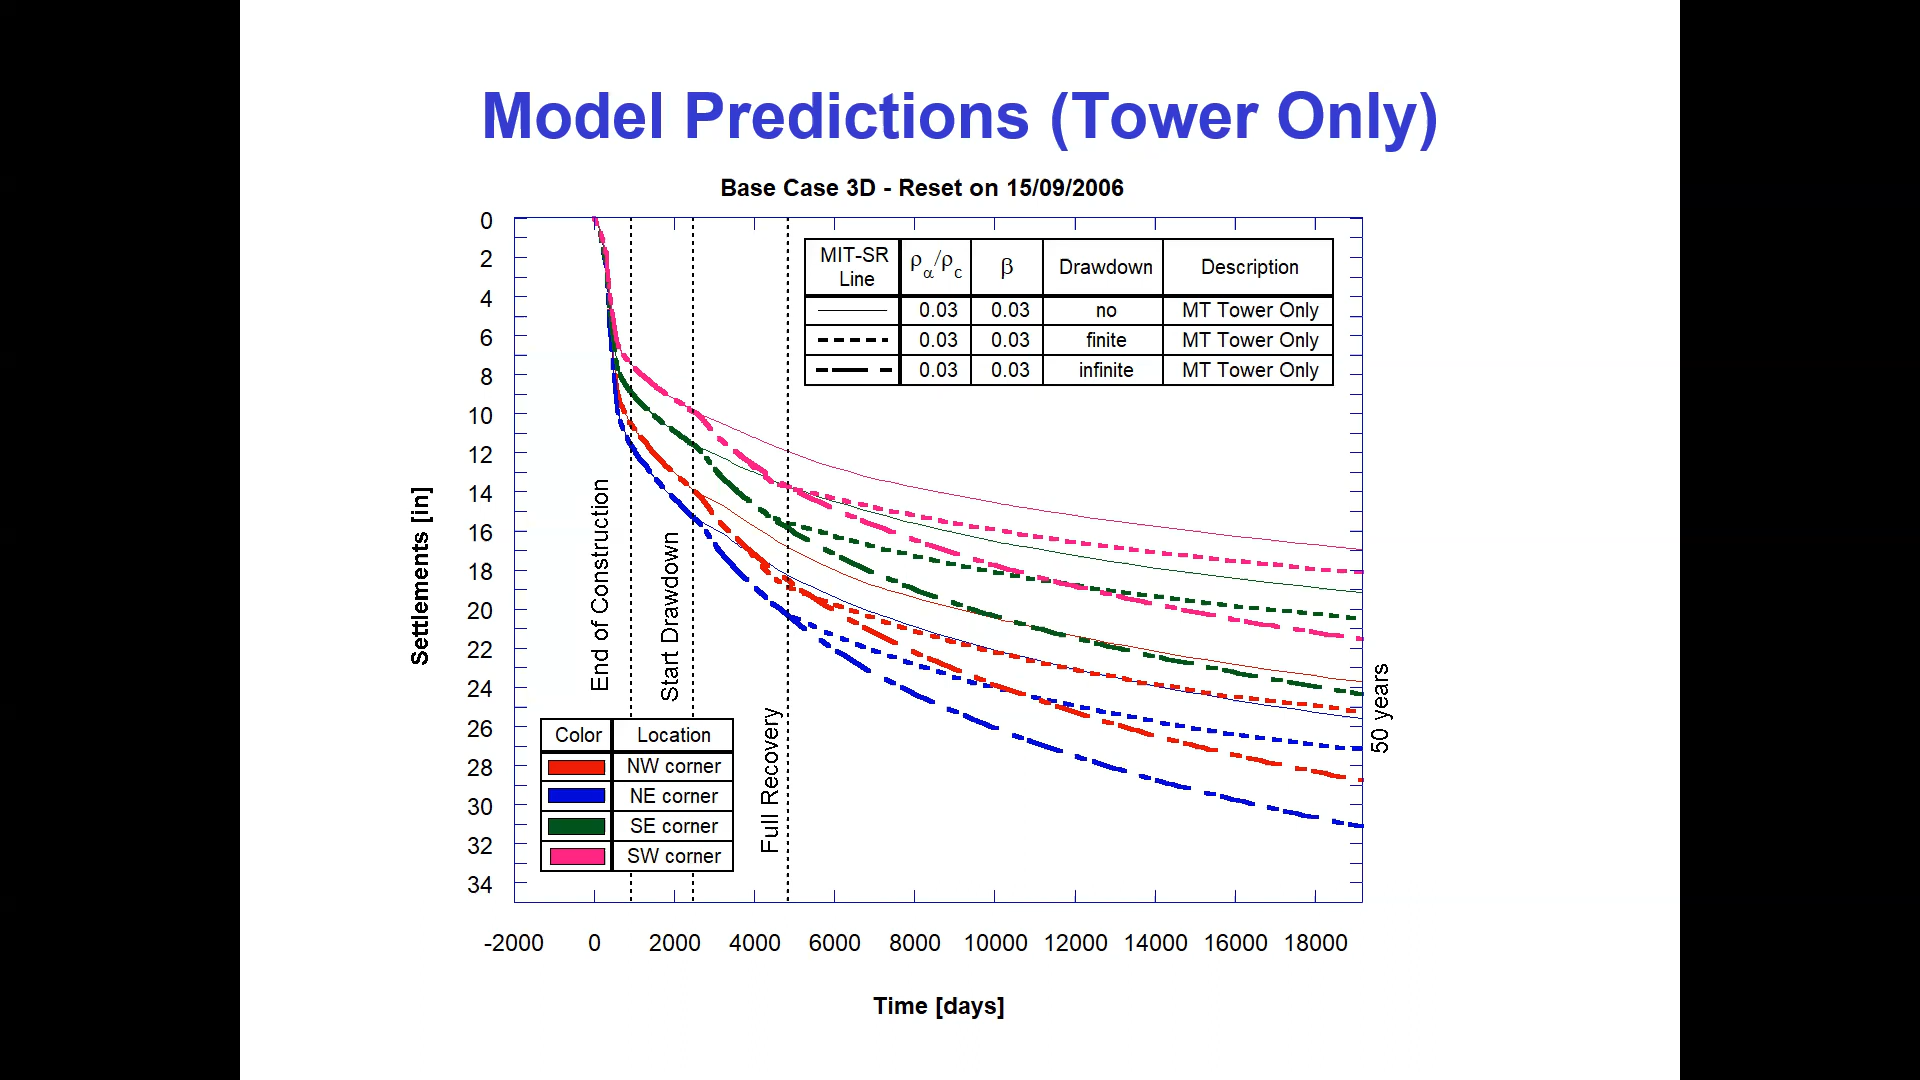 Model Predictions (Tower Only)
Base Case 3D - Reset on 15/09/2006
MIT-SR Line ρα/ρc β Drawdown Description
0.03 0.03 no MT Tower Only
0.03 0.03 finite MT Tower Only
0.03 0.03 infinite MT Tower Only
0
2
4
6
8
10
12
14
16
18
20
22
24
26
28
30
32
34
Settlements [in]
End of Construction
Start Drawdown
Full Recovery
50 years
Color Location
NW corner
NE corner
SE corner
SW corner
-2000 0 2000 4000 6000 8000 10000 12000 14000 16000 18000
Time [days]